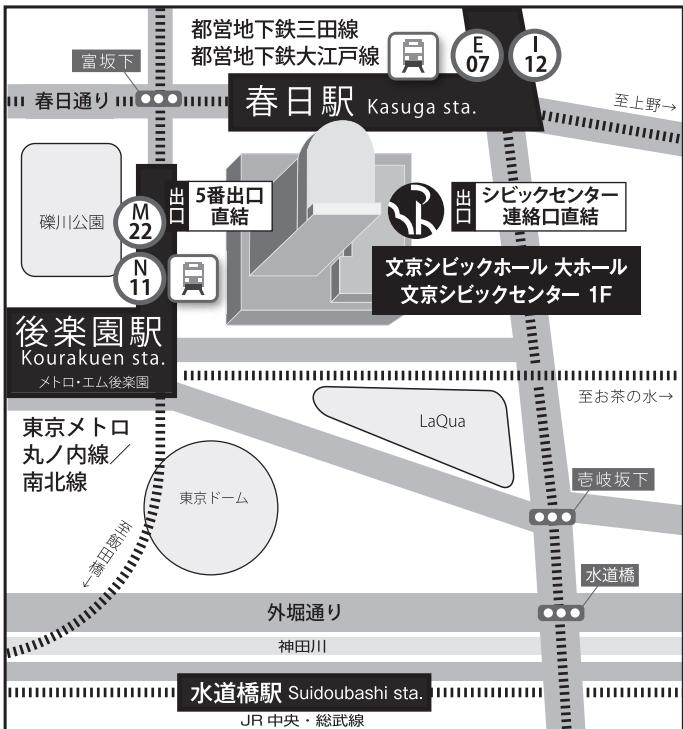 都営地下鉄三田線
都営地下鉄大江戸線
E
07
I
12
富坂下
春日通り
春日駅 Kasuga sta.
至上野→
礫川公園
M
22
N
11
出口
5番出口
直結
出口
シビックセンター
連絡口直結
文京シビックホール 大ホール
文京シビックセンター 1F
後楽園駅
Kourakuen sta.
メトロ・エム後楽園
至お茶の水→
東京メトロ
丸ノ内線／
南北線
LaQua
東京ドーム
壱岐坂下
至飯田橋→
水道橋
外堀通り
神田川
水道橋駅 Suidoubashi sta.
JR 中央・総武線